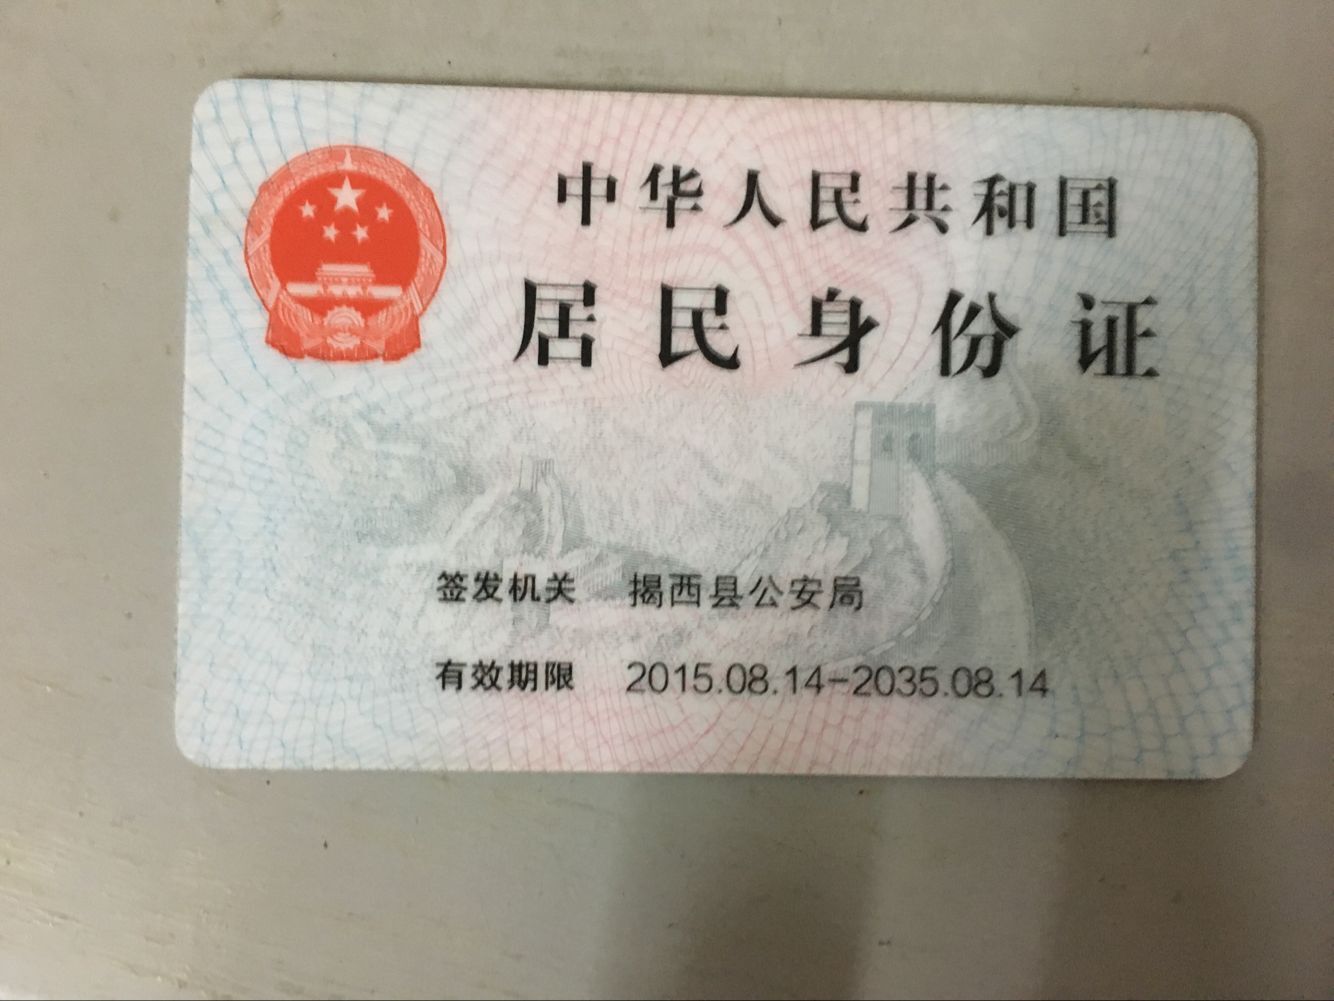 中华人民共和国
居民身份证
签发机关 揭西县公安局
有效期限 2015.08.14-2035.08.14